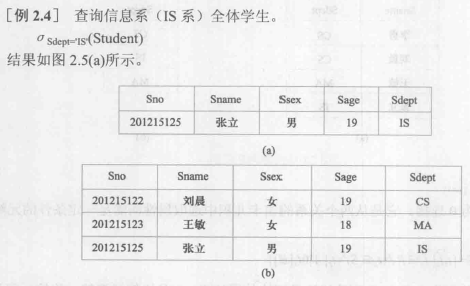 ［例 2.4］ 查询信息系（IS 系）全体学生。
σ Sdept='IS'(Student)
结果如图 2.5(a)所示。
Sno Sname Ssex Sage Sdept
201215125 张立 男 19 IS
(a)
Sno Sname Ssex Sage Sdept
201215122 刘晨 女 19 CS
201215123 王敏 女 18 MA
201215125 张立 男 19 IS
(b)